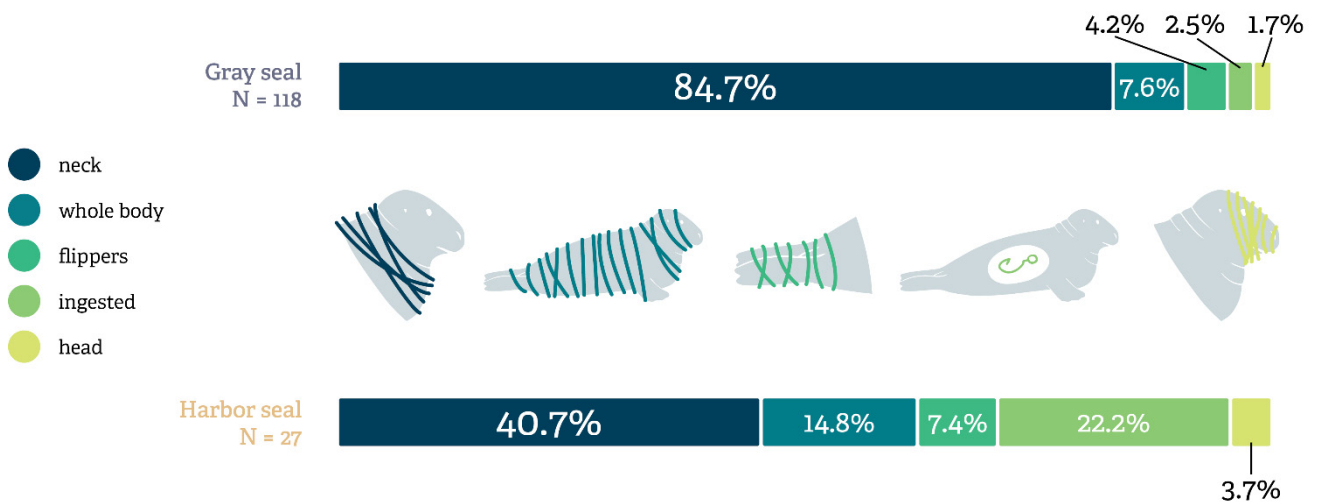 4.2% 2.5% 1.7%
Gray seal
N = 118
84.7%
7.6%
neck
whole body
flippers
ingested
head
Harbor seal
N = 27
40.7%
14.8%
7.4%
22.2%
3.7%